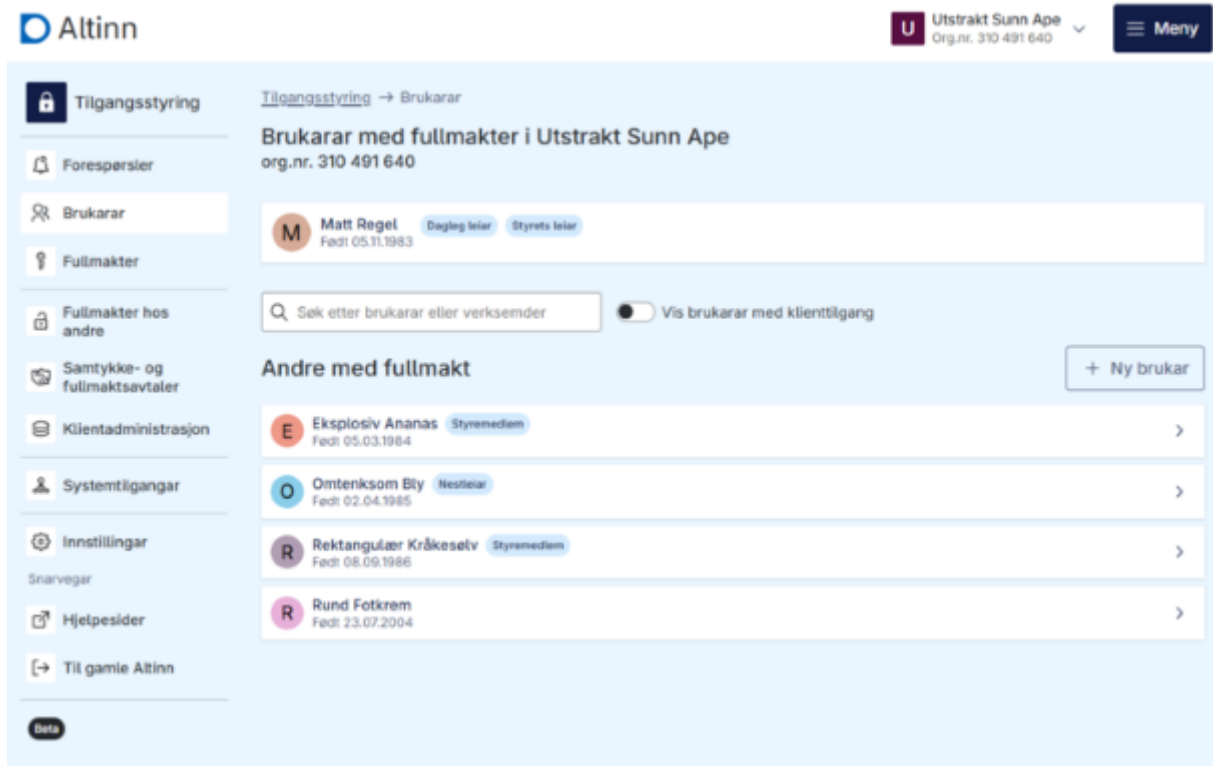 Altinn
U
Utstrakt Sunn Ape
Org.nr. 310 491 640
Meny
Tilgangsstyring
Forespørsler
Brukarar
Fullmakter
Fullmakter hos
andre
Samtykke- og
fullmaktsavtaler
Klientadministrasjon
Systemtilgangar
Innstillingar
Snarvegar
Hjelpesider
Til gamle Altinn
Beta
Tilgangsstyring → Brukarar
Brukarar med fullmakter i Utstrakt Sunn Ape
org.nr. 310 491 640
M
Matt Regel Dagleg leiar Styrets leiar
Født 05.11.1983
Søk etter brukarar eller verksemder
Vis brukarar med klienttilgang
Andre med fullmakt
+ Ny brukar
E
Eksplosiv Ananas Styremedlem
Født 05.03.1984
O
Omtenksom Bly Nestleiar
Født 02.04.1985
R
Rektangulær Kråkesølv Styremedlem
Født 08.09.1986
R
Rund Fotkrem
Født 23.07.2004